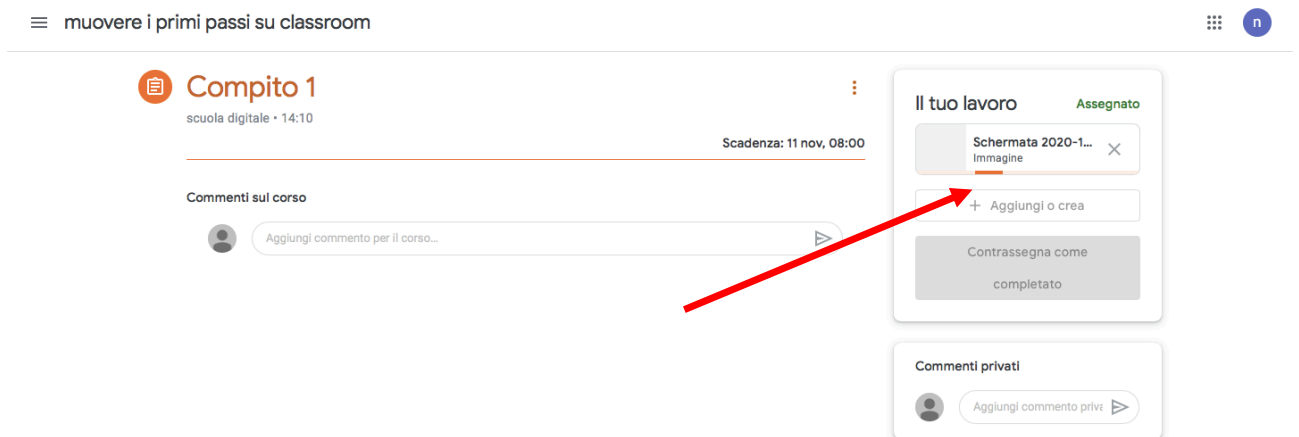 muovere i primi passi su classroom
n
Compito 1
scuola digitale • 14:10
Scadenza: 11 nov, 08:00
Commenti sul corso
Aggiungi commento per il corso...
Il tuo lavoro
Assegnato
Schermata 2020-1...
Immagine
+ Aggiungi o crea
Contrassegna come
completato
Commenti privati
Aggiungi commento priva